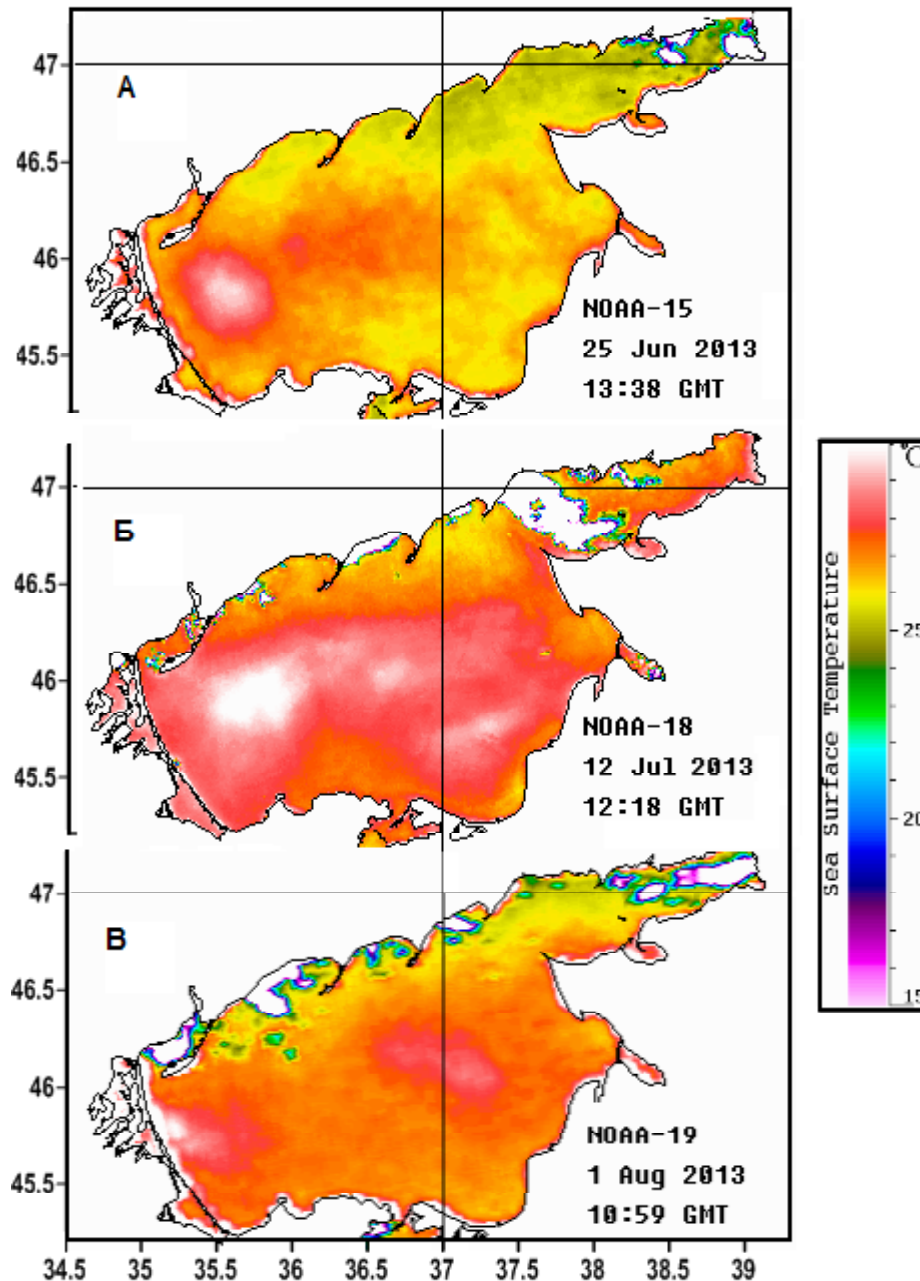 47
46.5
46
45.5
А
NOAA-15
25 Jun 2013
13:38 GMT
47
46.5
46
45.5
Б
NOAA-18
12 Jul 2013
12:18 GMT
47
46.5
46
45.5
В
NOAA-19
1 Aug 2013
10:59 GMT
34.5 35 35.5 36 36.5 37 37.5 38 38.5 39
Sea Surface Temperature
°C
25
20
15